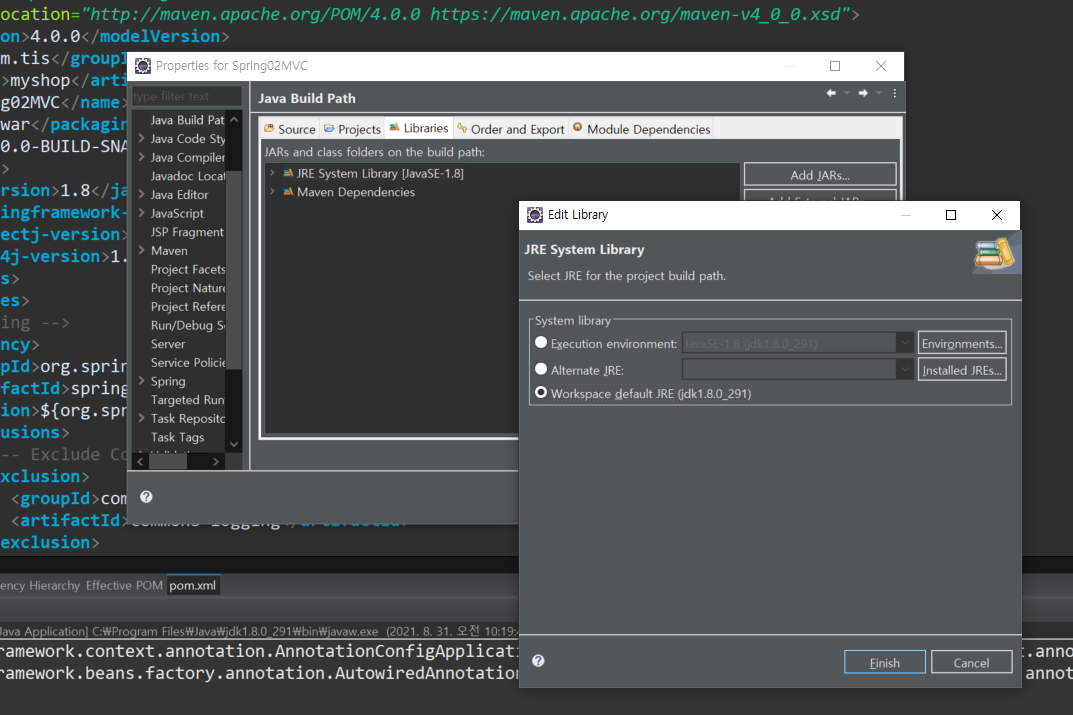 ocation="http://maven.apache.org/POM/4.0.0 https://maven.apache.org/maven-v4_0_0.xsd">
on>4.0.0</modelVersion>
m.tis</groupI
>myshop</arti
g02MVC</name>
war</packagin
0.0-BUILD-SNA
>
rsion>1.8</ja
ingframework-
ectj-version>
4j-version>1.
s>
es>
ing -->
ncy>
pId>org.sprin
factId>spring
ion>${org.spr
usions>
-- Exclude Co
xclusion>
<groupId>com
<artifactId>commons-logging</artifactId>
exclusion>
Properties for Spring02MVC
type filter text
Java Build Pat
Java Code Sty
Java Compiler
Javadoc Locat
Java Editor
JavaScript
JSP Fragment
Maven
Project Facets
Project Nature
Project Refere
Run/Debug S
Server
Service Policie
Spring
Targeted Run
Task Reposito
Task Tags
Java Build Path
Source Projects Libraries Order and Export Module Dependencies
JARs and class folders on the build path:
JRE System Library [JavaSE-1.8]
Maven Dependencies
Add JARs...
Add External JARs...
Edit Library
JRE System Library
Select JRE for the project build path.
System library
Execution environment: JavaSE-1.8 (jdk1.8.0_291) Environments...
Alternate JRE: Installed JREs...
Workspace default JRE (jdk1.8.0_291)
Finish Cancel
ency Hierarchy Effective POM pom.xml
Java Application] C:₩Program Files₩Java₩jdk1.8.0_291₩bin₩javaw.exe (2021. 8. 31. 오전 10:19:4
ramework.context.annotation.AnnotationConfigApplicati t.anno
ramework.beans.factory.annotation.AutowiredAnnotation annot